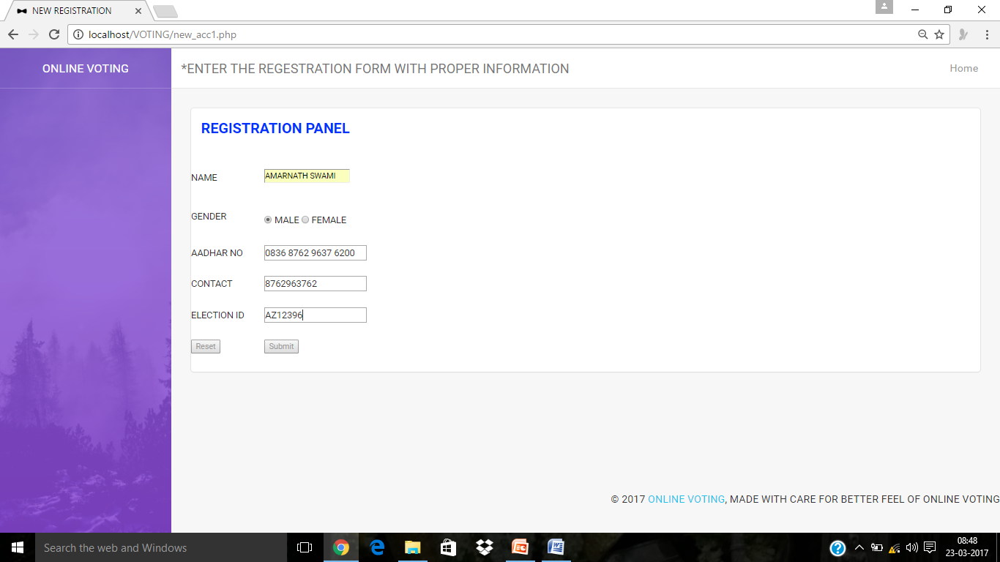 NEW REGISTRATION
localhost/VOTING/new_acc1.php
ONLINE VOTING
*ENTER THE REGESTRATION FORM WITH PROPER INFORMATION
Home
REGISTRATION PANEL
NAME AMARNATH SWAMI
GENDER MALE FEMALE
AADHAR NO 0836 8762 9637 6200
CONTACT 8762963762
ELECTION ID AZ12396
Reset Submit
© 2017 ONLINE VOTING, MADE WITH CARE FOR BETTER FEEL OF ONLINE VOTING
Search the web and Windows
08:48
23-03-2017